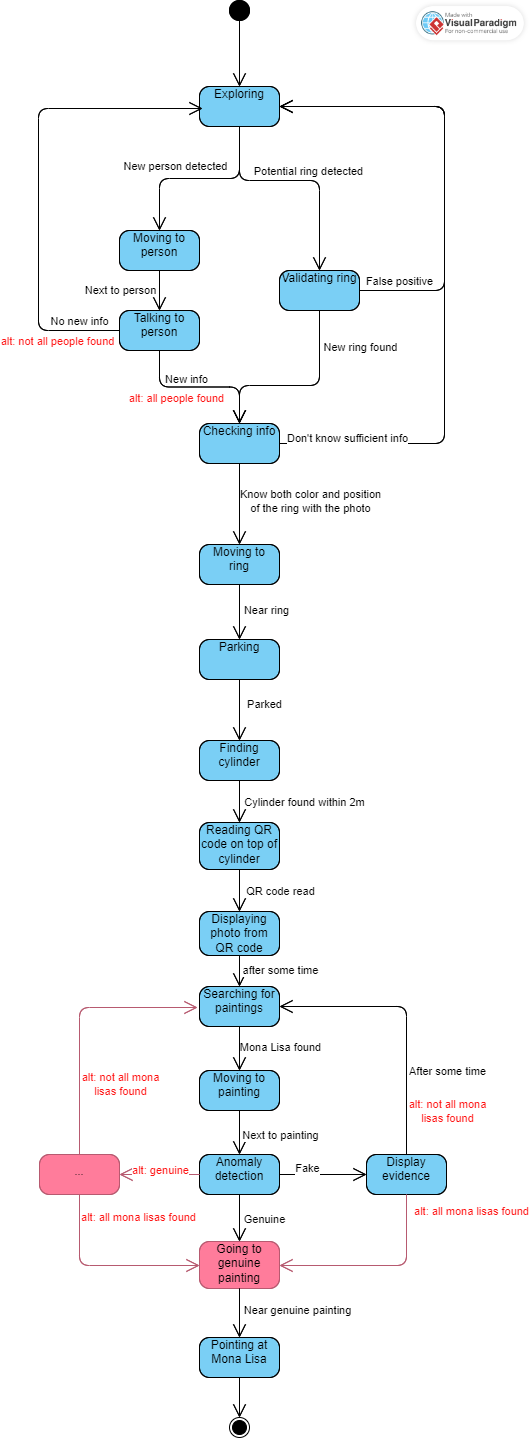 Made with
Visual Paradigm
For non-commercial use
Exploring
New person detected
Potential ring detected
Moving to
person
Validating ring
False positive
Next to person
Talking to
person
No new info
alt: not all people found
New ring found
New info
alt: all people found
Checking info
Don't know sufficient info
Know both color and position
of the ring with the photo
Moving to
ring
Near ring
Parking
Parked
Finding
cylinder
Cylinder found within 2m
Reading QR
code on top of
cylinder
QR code read
Displaying
photo from
QR code
after some time
Searching for
paintings
Mona Lisa found
alt: not all mona
lisas found
After some time
alt: not all mona
lisas found
Moving to
painting
Next to painting
...
alt: genuine
Anomaly
detection
Fake
Display
evidence
alt: all mona lisas found
Genuine
alt: all mona lisas found
Going to
genuine
painting
Near genuine painting
Pointing at
Mona Lisa